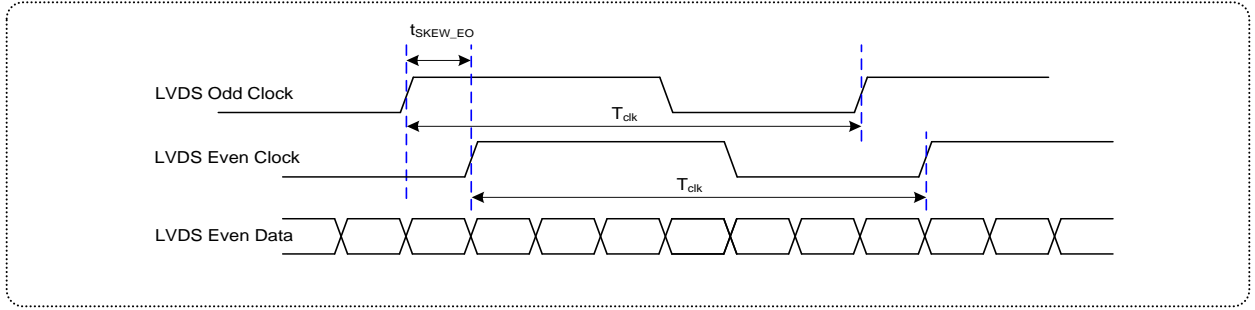 tSKEW_EO
LVDS Odd Clock
Tclk
LVDS Even Clock
Tclk
LVDS Even Data